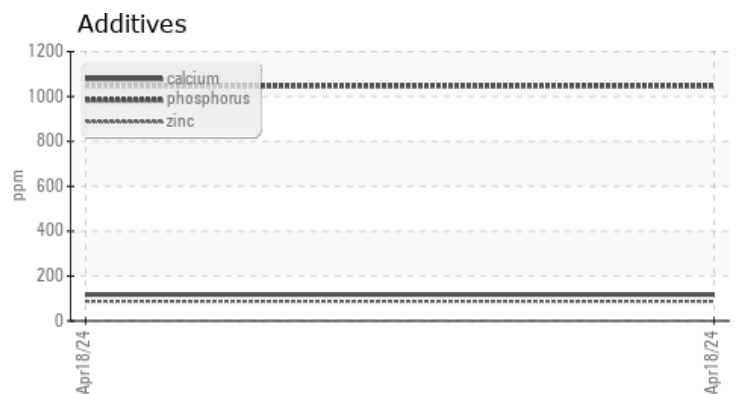 Additives
1200
1000
800
600
400
200
0
ppm
calcium
phosphorus
zinc
Apr18/24
Apr18/24